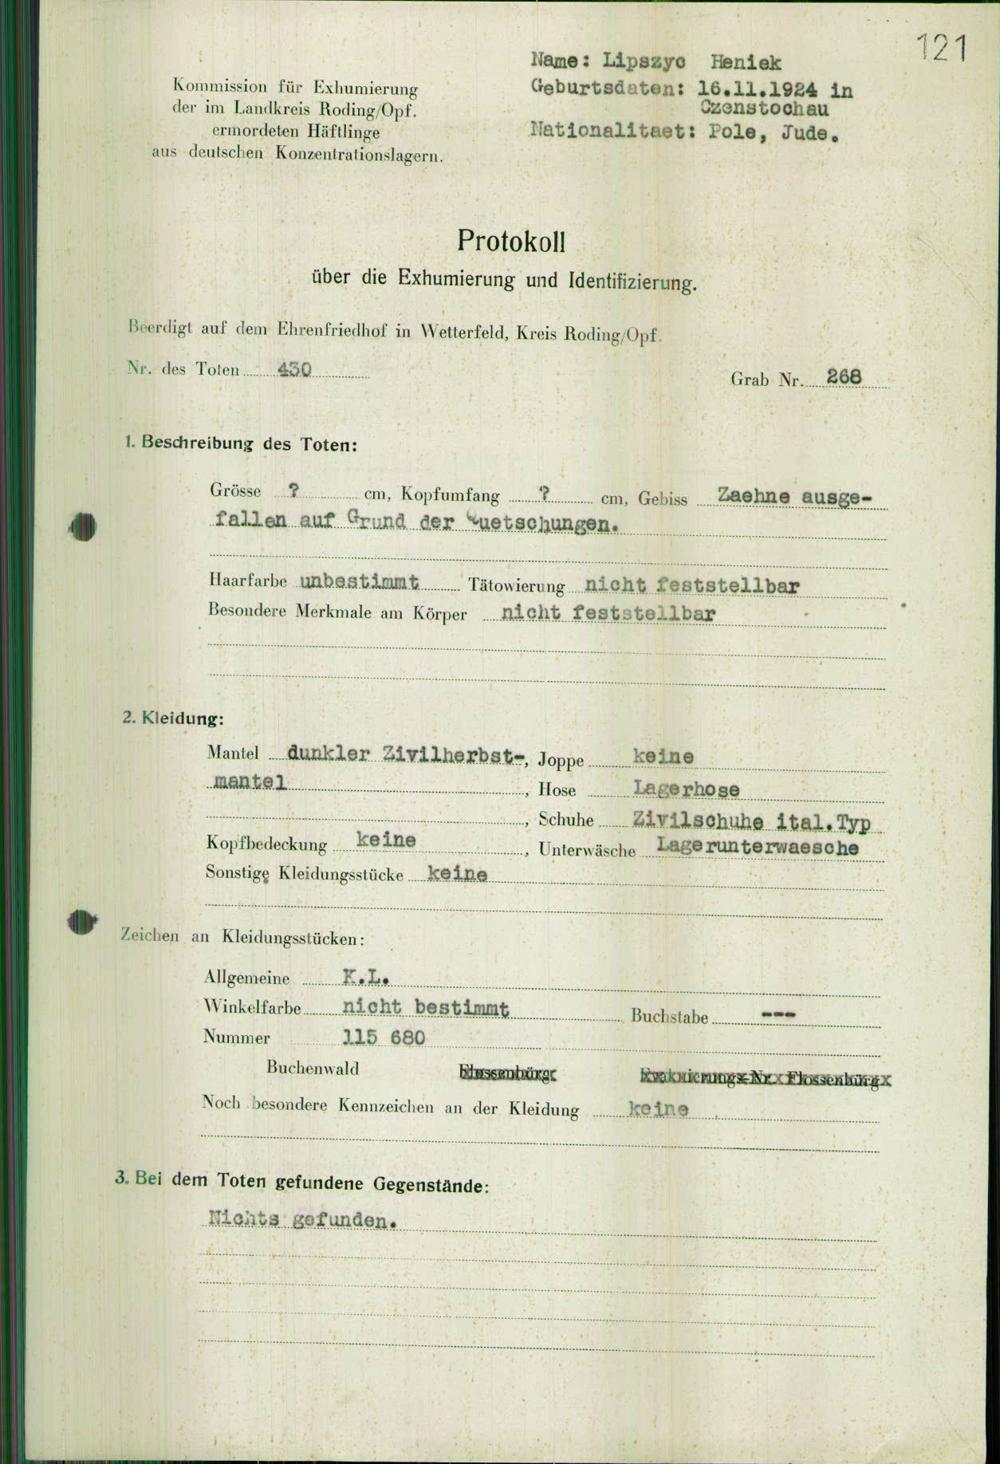 121
Name: Lipszyc Heniek
Geburtsdaten: 16.11.1924 in
Czenstochau
Nationalitaet: Pole, Jude.
Kommission für Exhumierung
der im Landkreis Roding/Opf.
ermordeten Häftlinge
aus deutschen Konzentrationslagern.
Protokoll
über die Exhumierung und Identifizierung.
Beerdigt auf dem Ehrenfriedhof in Wetterfeld, Kreis Roding/Opf.
Nr. des Toten 430 Grab Nr. 268
1. Beschreibung des Toten:
Grösse ? cm, Kopfumfang ? cm, Gebiss Zaehne ausge-
fallen auf Grund der Quetschungen.
Haarfarbe unbestimmt Tätowierung nicht feststellbar
Besondere Merkmale am Körper nicht feststellbar
2. Kleidung:
Mantel dunkler Zivilherbst-, Joppe keine
mantel, Hose Lagerhose
, Schuhe Zivilschuhe ital.Typ
Kopfbedeckung keine, Unterwäsche Lagerunterwaesche
Sonstige Kleidungsstücke keine
Zeichen an Kleidungsstücken:
Allgemeine K.L.
Winkelfarbe nicht bestimmt Buchstabe ---
Nummer 115 680
Buchenwald Flossenbürg Evakuierungs-Nr. Flossenbürg
Noch besondere Kennzeichen an der Kleidung keine
3. Bei dem Toten gefundene Gegenstände:
Nichts gefunden.